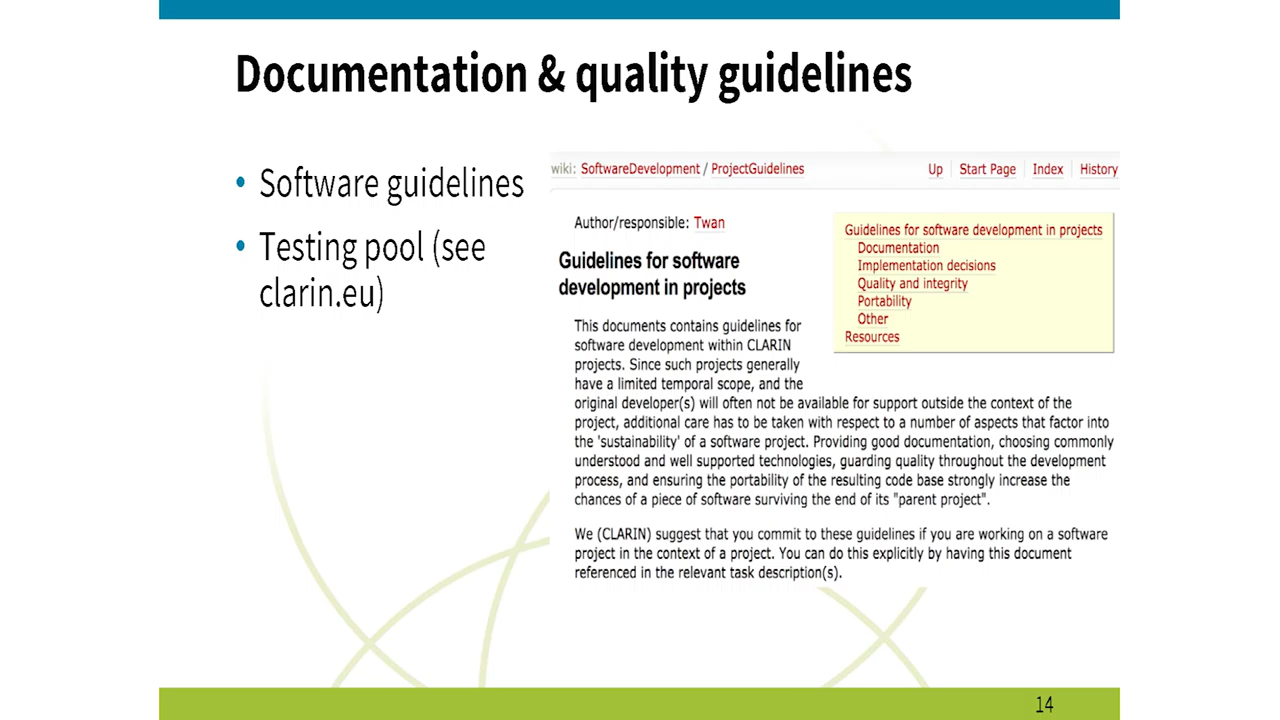 Documentation & quality guidelines
• Software guidelines
• Testing pool (see
clarin.eu)
wiki: SoftwareDevelopment / ProjectGuidelines
Up Start Page Index History
Author/responsible: Twan
Guidelines for software
development in projects
Guidelines for software development in projects
Documentation
Implementation decisions
Quality and integrity
Portability
Other
Resources
This documents contains guidelines for
software development within CLARIN
projects. Since such projects generally
have a limited temporal scope, and the
original developer(s) will often not be available for support outside the context of the
project, additional care has to be taken with respect to a number of aspects that factor into
the 'sustainability' of a software project. Providing good documentation, choosing commonly
understood and well supported technologies, guarding quality throughout the development
process, and ensuring the portability of the resulting code base strongly increase the
chances of a piece of software surviving the end of its "parent project".
We (CLARIN) suggest that you commit to these guidelines if you are working on a software
project in the context of a project. You can do this explicitly by having this document
referenced in the relevant task description(s).
14